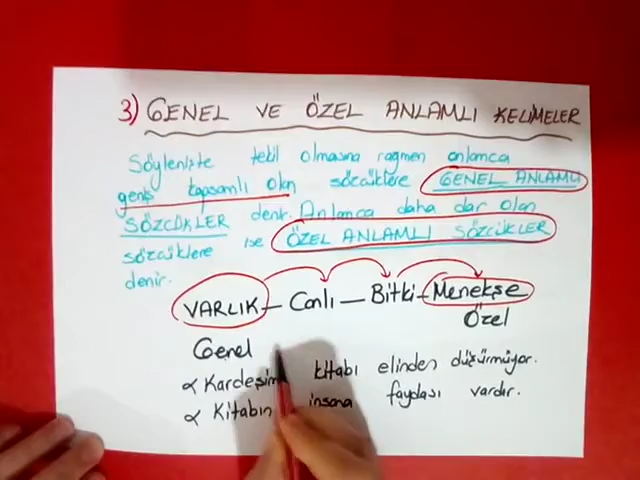 3) GENEL VE ÖZEL ANLAMLI KELİMELER
Söylenişte tekil olmasına rağmen anlamca
geniş kapsamlı olan sözcüklere GENEL ANLAMLI
SÖZCÜKLER denir. Anlamca daha dar olan
sözcüklere ise ÖZEL ANLAMLI SÖZCÜKLER
denir.
VARLIK - Canlı - Bitki - Menekşe
Genel Özel
α Kardeşim kitabı elinden düşürmüyor.
α Kitabın insana faydası vardır.